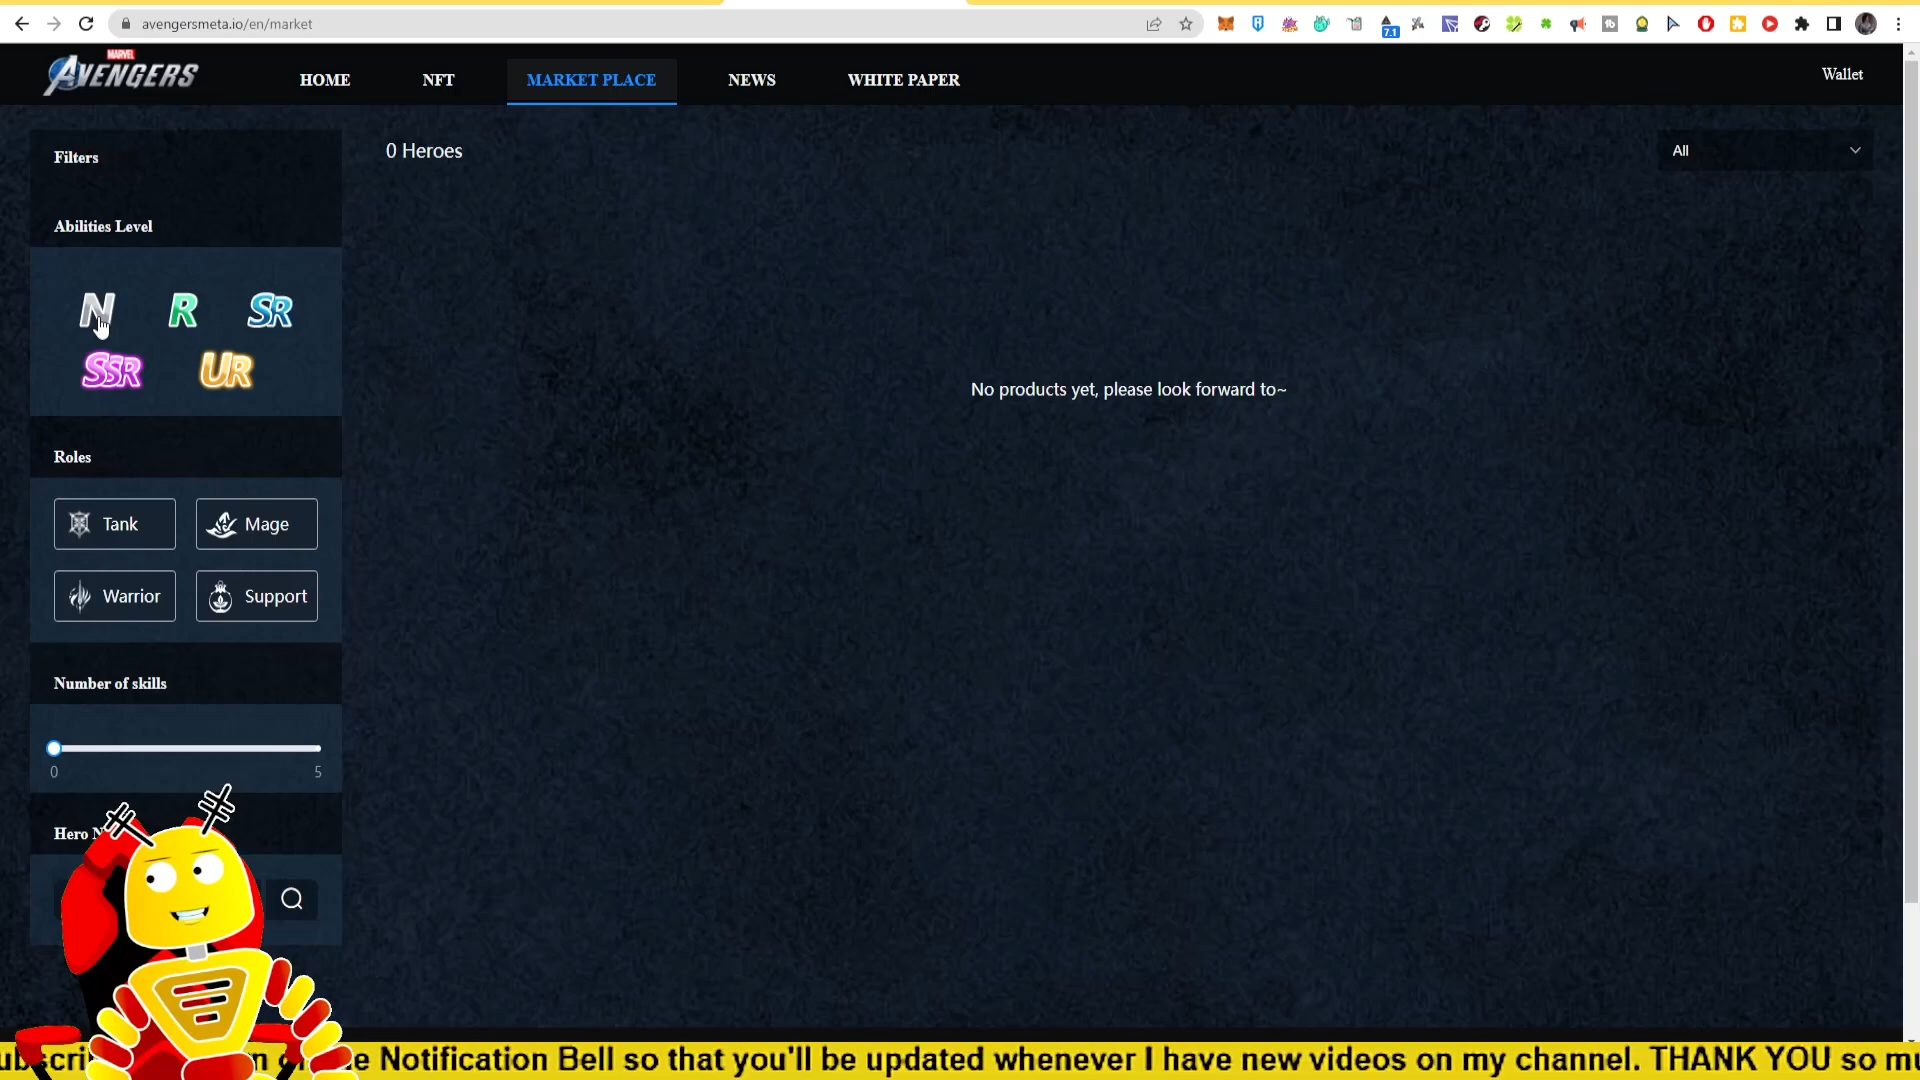 avengersmeta.io/en/market
7.1
MARVEL
AVENGERS
HOME
NFT
MARKET PLACE
NEWS
WHITE PAPER
Wallet
Filters
0 Heroes
All
Abilities Level
N
R
SR
SSR
UR
No products yet, please look forward to~
Roles
Tank
Mage
Warrior
Support
Number of skills
0
5
Hero
e Notification Bell so that you'll be updated whenever I have new videos on my channel. THANK YOU so mu